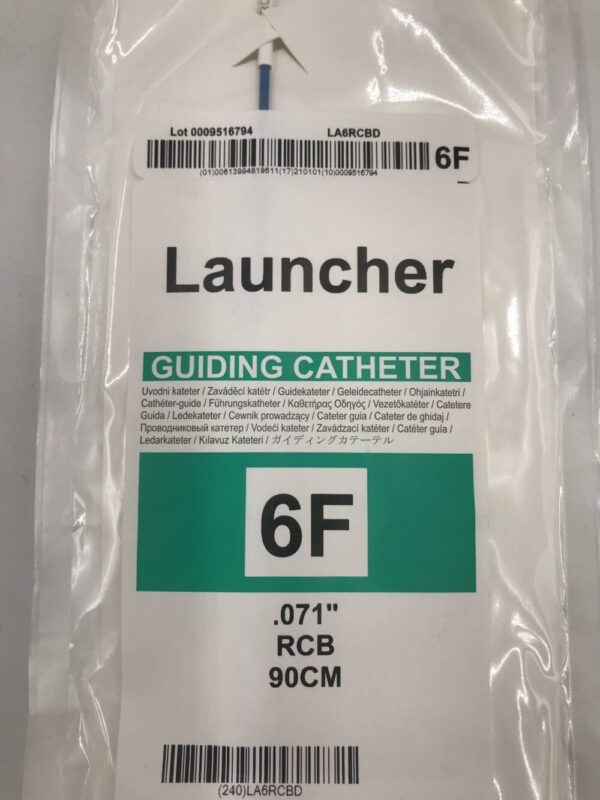 Lot 0009516794 LA6RCBD
6F
(01)00613994819611(17)210101(10)0009516794
Launcher
GUIDING CATHETER
Uvodni kateter / Zaváděcí katétr / Guidekateter / Geleidecatheter / Ohjainkatetri /
Cathéter-guide / Führungskatheter / Καθετήρας Οδηγός / Vezetőkatéter / Catetere
Guida / Ledekateter / Cewnik prowadzący / Cateter guia / Cateter de ghidaj /
Проводниковый катетер / Vodeći kateter / Zavádzací katéter / Catéter guía /
Ledarkateter / Kılavuz Kateteri / ガイディングカテーテル
6F
.071"
RCB
90CM
(240)LA6RCBD